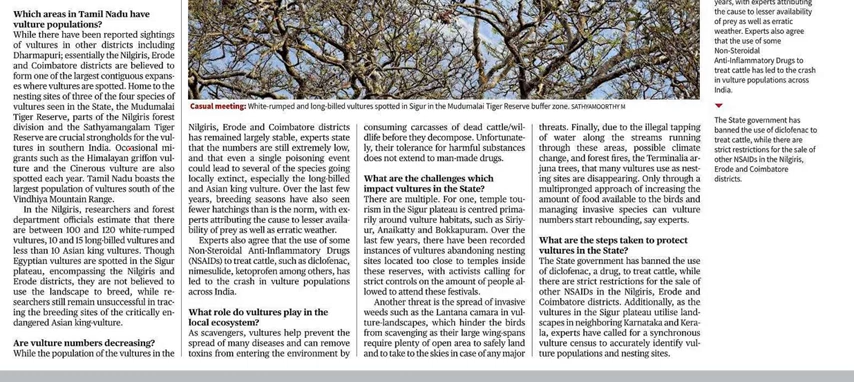 Which areas in Tamil Nadu have
vulture populations?
While there have been reported sightings
of vultures in other districts including
Dharmapuri; essentially the Nilgiris, Erode
and Coimbatore districts are believed to
form one of the largest contiguous expans-
es where vultures are spotted. Home to the
nesting sites of three of the four species of
vultures seen in the State, the Mudumalai
Tiger Reserve, parts of the Nilgiris forest
division and the Sathyamangalam Tiger
Reserve are crucial strongholds for the vul-
tures in southern India. Occasional mi-
grants such as the Himalayan griffon vul-
ture and the Cinerous vulture are also
spotted each year. Tamil Nadu boasts the
largest population of vultures south of the
Vindhiya Mountain Range.
In the Nilgiris, researchers and forest
department officials estimate that there
are between 100 and 120 white-rumped
vultures, 10 and 15 long-billed vultures and
less than 10 Asian king vultures. Though
Egyptian vultures are spotted in the Sigur
plateau, encompassing the Nilgiris and
Erode districts, they are not believed to
use the landscape to breed, while re-
searchers still remain unsuccessful in trac-
ing the breeding sites of the critically en-
dangered Asian king-vulture.
Are vulture numbers decreasing?
While the population of the vultures in the
Casual meeting: White-rumped and long-billed vultures spotted in Sigur in the Mudumalai Tiger Reserve buffer zone. SATHYAMOORTHY M
Nilgiris, Erode and Coimbatore districts
has remained largely stable, experts state
that the numbers are still extremely low,
and that even a single poisoning event
could lead to several of the species going
locally extinct, especially the long-billed
and Asian king vulture. Over the last few
years, breeding seasons have also seen
fewer hatchings than is the norm, with ex-
perts attributing the cause to lesser availa-
bility of prey as well as erratic weather.
Experts also agree that the use of some
Non-Steroidal Anti-Inflammatory Drugs
(NSAIDs) to treat cattle, such as diclofenac,
nimesulide, ketoprofen among others, has
led to the crash in vulture populations
across India.
What role do vultures play in the
local ecosystem?
As scavengers, vultures help prevent the
spread of many diseases and can remove
toxins from entering the environment by
consuming carcasses of dead cattle/wil-
dlife before they decompose. Unfortunate-
ly, their tolerance for harmful substances
does not extend to man-made drugs.
What are the challenges which
impact vultures in the State?
There are multiple. For one, temple tou-
rism in the Sigur plateau is centred prima-
rily around vulture habitats, such as Siriy-
ur, Anaikatty and Bokkapuram. Over the
last few years, there have been recorded
instances of vultures abandoning nesting
sites located too close to temples inside
these reserves, with activists calling for
strict controls on the amount of people al-
lowed to attend these festivals.
Another threat is the spread of invasive
weeds such as the Lantana camara in vul-
ture-landscapes, which hinder the birds
from scavenging as their large wing-spans
require plenty of open area to safely land
and to take to the skies in case of any major
threats. Finally, due to the illegal tapping
of water along the streams running
through these areas, possible climate
change, and forest fires, the Terminalia ar-
juna trees, that many vultures use as nest-
ing sites are disappearing. Only through a
multipronged approach of increasing the
amount of food available to the birds and
managing invasive species can vulture
numbers start rebounding, say experts.
What are the steps taken to protect
vultures in the State?
The State government has banned the use
of diclofenac, a drug, to treat cattle, while
there are strict restrictions for the sale of
other NSAIDs in the Nilgiris, Erode and
Coimbatore districts. Additionally, as the
vultures in the Sigur plateau utilise land-
scapes in neighboring Karnataka and Kera-
la, experts have called for a synchronous
vulture census to accurately identify vul-
ture populations and nesting sites.
years, with experts attributing
the cause to lesser availability
of prey as well as erratic
weather. Experts also agree
that the use of some
Non-Steroidal
Anti-Inflammatory Drugs to
treat cattle has led to the crash
in vulture populations across
India.
The State government has
banned the use of diclofenac to
treat cattle, while there are
strict restrictions for the sale of
other NSAIDs in the Nilgiris,
Erode and Coimbatore
districts.